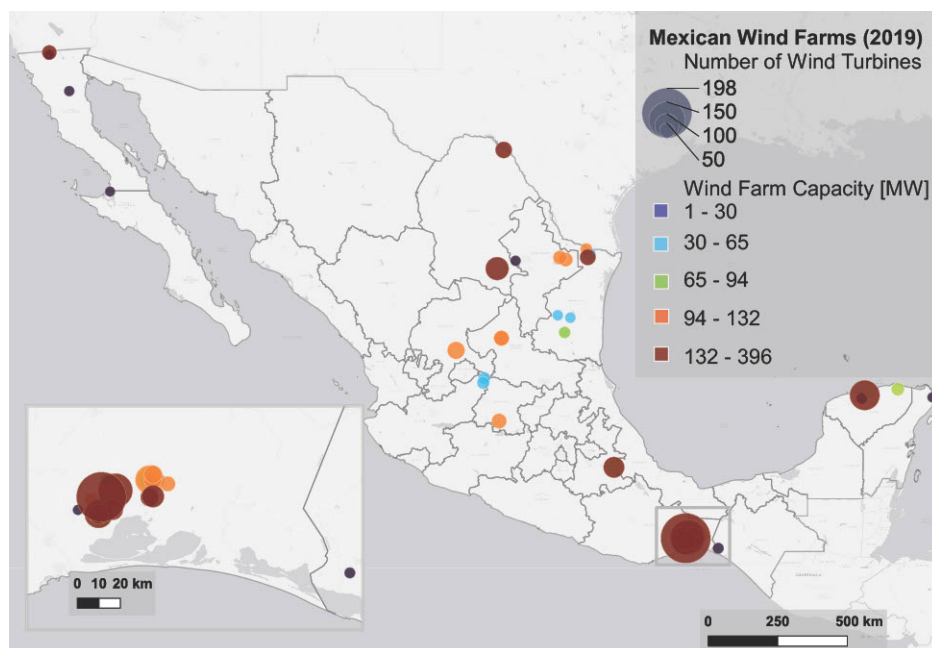 Mexican Wind Farms (2019)
Number of Wind Turbines
198
150
100
50
Wind Farm Capacity [MW]
1 - 30
30 - 65
65 - 94
94 - 132
132 - 396
0 10 20 km
0 250 500 km